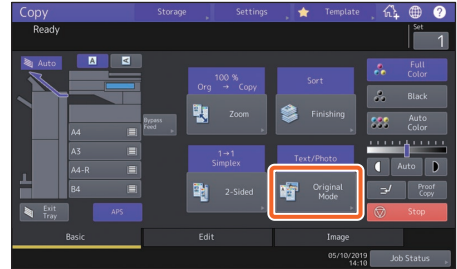 Copy
Storage
Settings
Template
?
Ready
Set
1
Auto
A
100 %
Org → Copy
Zoom
Sort
Finishing
Bypass
Feed
A4
A3
A4-R
B4
1→1
Simplex
2-Sided
Text/Photo
Original
Mode
Exit
Tray
APS
Full
Color
Black
Auto
Color
Auto
Proof
Copy
Stop
Basic
Edit
Image
05/10/2019
14:10
Job Status